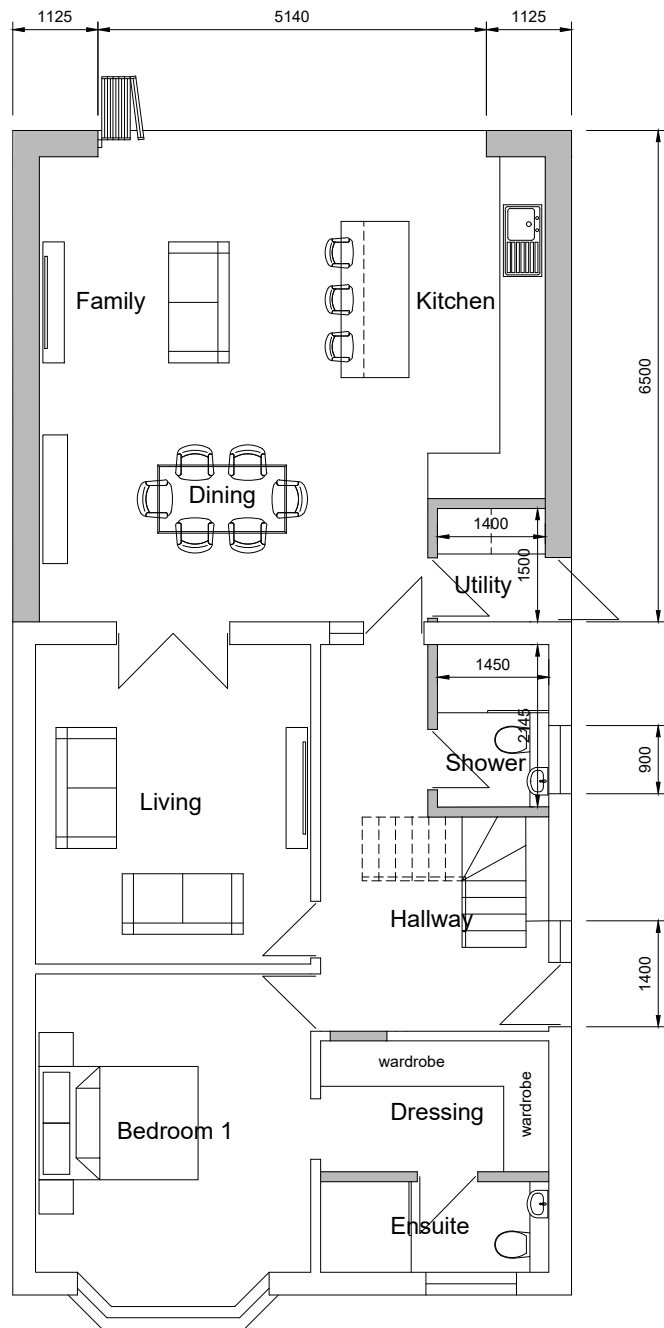 1125
5140
1125
Family
Kitchen
6500
Dining
1400
1500
Utility
1450
2145
Shower
900
Living
Hallway
1400
wardrobe
wardrobe
Dressing
Bedroom 1
Ensuite